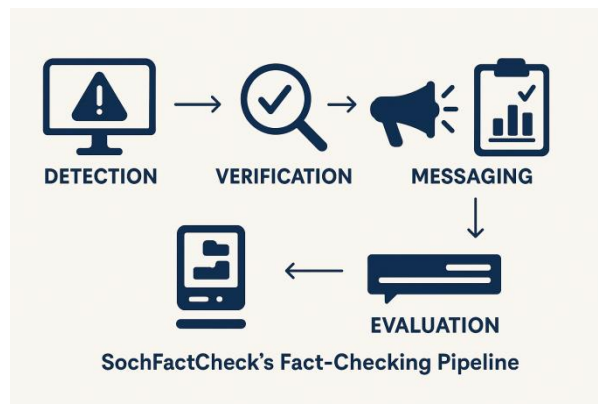 DETECTION
VERIFICATION
MESSAGING
EVALUATION
SochFactCheck's Fact-Checking Pipeline